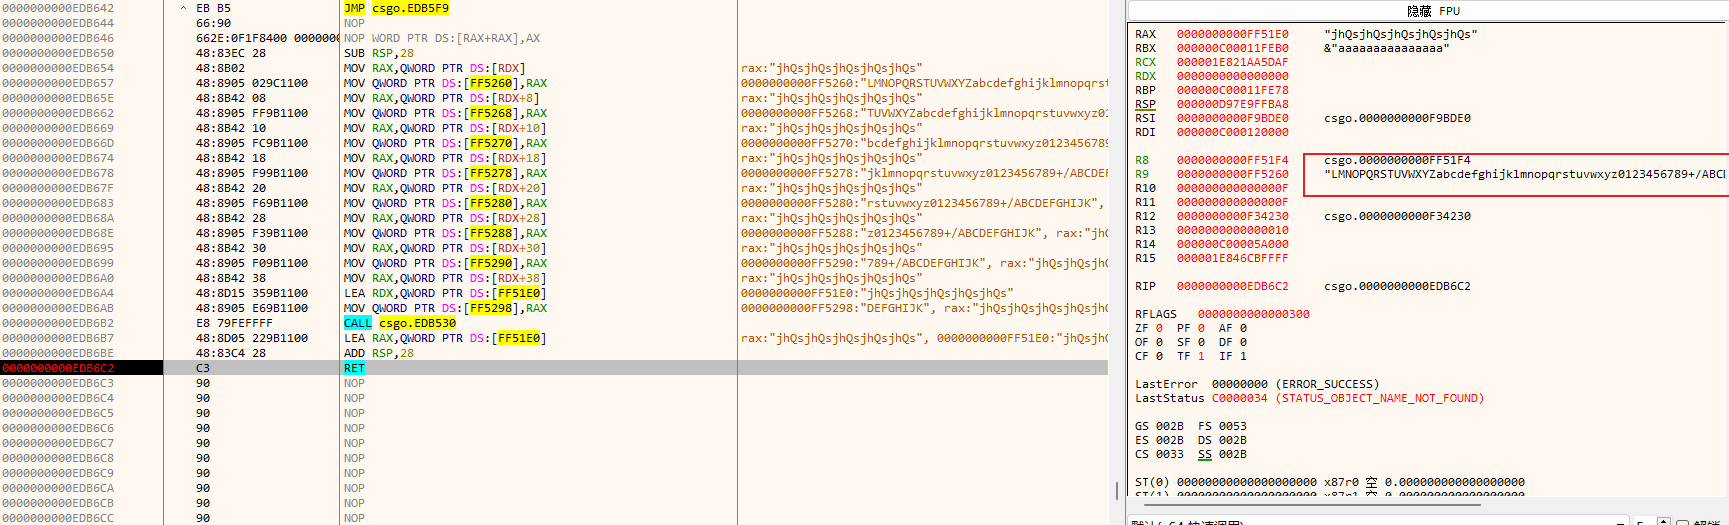 0000000000EDB642 ^ EB B5 JMP csgo.EDB5F9
0000000000EDB644 66:90 NOP
0000000000EDB646 662E:0F1F8400 0000000 NOP WORD PTR DS:[RAX+RAX],AX
0000000000EDB650 48:83EC 28 SUB RSP,28
0000000000EDB654 48:8B02 MOV RAX,QWORD PTR DS:[RDX] rax:"jhQsjhQsjhQsjhQsjhQs"
0000000000EDB657 48:8905 029C1100 MOV QWORD PTR DS:[FF5260],RAX 0000000000FF5260:"LMNOPQRSTUVWXYZabcdefghijklmnopqrst
0000000000EDB65E 48:8B42 08 MOV RAX,QWORD PTR DS:[RDX+8] rax:"jhQsjhQsjhQsjhQsjhQs"
0000000000EDB662 48:8905 FF9B1100 MOV QWORD PTR DS:[FF5268],RAX 0000000000FF5268:"TUVWXYZabcdefghijklmnopqrstuvwxyz01
0000000000EDB669 48:8B42 10 MOV RAX,QWORD PTR DS:[RDX+10] rax:"jhQsjhQsjhQsjhQsjhQs"
0000000000EDB66D 48:8905 FC9B1100 MOV QWORD PTR DS:[FF5270],RAX 0000000000FF5270:"bcdefghijklmnopqrstuvwxyz0123456789
0000000000EDB674 48:8B42 18 MOV RAX,QWORD PTR DS:[RDX+18] rax:"jhQsjhQsjhQsjhQsjhQs"
0000000000EDB678 48:8905 F99B1100 MOV QWORD PTR DS:[FF5278],RAX 0000000000FF5278:"jklmnopqrstuvwxyz0123456789+/ABCDEF
0000000000EDB67F 48:8B42 20 MOV RAX,QWORD PTR DS:[RDX+20] rax:"jhQsjhQsjhQsjhQsjhQs"
0000000000EDB683 48:8905 F69B1100 MOV QWORD PTR DS:[FF5280],RAX 0000000000FF5280:"rstuvwxyz0123456789+/ABCDEFGHIJK",
0000000000EDB68A 48:8B42 28 MOV RAX,QWORD PTR DS:[RDX+28] rax:"jhQsjhQsjhQsjhQsjhQs"
0000000000EDB68E 48:8905 F39B1100 MOV QWORD PTR DS:[FF5288],RAX 0000000000FF5288:"z0123456789+/ABCDEFGHIJK", rax:"jhQ
0000000000EDB695 48:8B42 30 MOV RAX,QWORD PTR DS:[RDX+30] rax:"jhQsjhQsjhQsjhQsjhQs"
0000000000EDB699 48:8905 F09B1100 MOV QWORD PTR DS:[FF5290],RAX 0000000000FF5290:"789+/ABCDEFGHIJK", rax:"jhQsjhQsjhQ
0000000000EDB6A0 48:8B42 38 MOV RAX,QWORD PTR DS:[RDX+38] rax:"jhQsjhQsjhQsjhQsjhQs"
0000000000EDB6A4 48:8D15 359B1100 LEA RDX,QWORD PTR DS:[FF51E0] 0000000000FF51E0:"jhQsjhQsjhQsjhQsjhQs"
0000000000EDB6AB 48:8905 E69B1100 MOV QWORD PTR DS:[FF5298],RAX 0000000000FF5298:"DEFGHIJK", rax:"jhQsjhQsjhQsjhQsjhQ
0000000000EDB6B2 E8 79FEFFFF CALL csgo.EDB530
0000000000EDB6B7 48:8D05 229B1100 LEA RAX,QWORD PTR DS:[FF51E0] rax:"jhQsjhQsjhQsjhQsjhQs", 0000000000FF51E0:"jhQsjhQ
0000000000EDB6BE 48:83C4 28 ADD RSP,28
0000000000EDB6C2 C3 RET
0000000000EDB6C3 90 NOP
0000000000EDB6C4 90 NOP
0000000000EDB6C5 90 NOP
0000000000EDB6C6 90 NOP
0000000000EDB6C7 90 NOP
0000000000EDB6C8 90 NOP
0000000000EDB6C9 90 NOP
0000000000EDB6CA 90 NOP
0000000000EDB6CB 90 NOP
0000000000EDB6CC 90 NOP
隐藏 FPU
RAX 0000000000FF51E0 "jhQsjhQsjhQsjhQsjhQs"
RBX 000000C00011FEB0 &"aaaaaaaaaaaaaaa"
RCX 000001E821AA5DAF
RDX 0000000000000000
RBP 000000C00011FE78
RSP 000000D97E9FFBA8
RSI 0000000000F9BDE0 csgo.0000000000F9BDE0
RDI 000000C000120000
R8 0000000000FF51F4 csgo.0000000000FF51F4
R9 0000000000FF5260 "LMNOPQRSTUVWXYZabcdefghijklmnopqrstuvwxyz0123456789+/ABCI
R10 000000000000000F
R11 000000000000000F
R12 0000000000F34230 csgo.0000000000F34230
R13 0000000000000010
R14 000000C00005A000
R15 000001E846CBFFFF
RIP 0000000000EDB6C2 csgo.0000000000EDB6C2
RFLAGS 0000000000000300
ZF 0 PF 0 AF 0
OF 0 SF 0 DF 0
CF 0 TF 1 IF 1
LastError 00000000 (ERROR_SUCCESS)
LastStatus C0000034 (STATUS_OBJECT_NAME_NOT_FOUND)
GS 002B FS 0053
ES 002B DS 002B
CS 0033 SS 002B
ST(0) 00000000000000000000 x87r0 空 0.000000000000000000